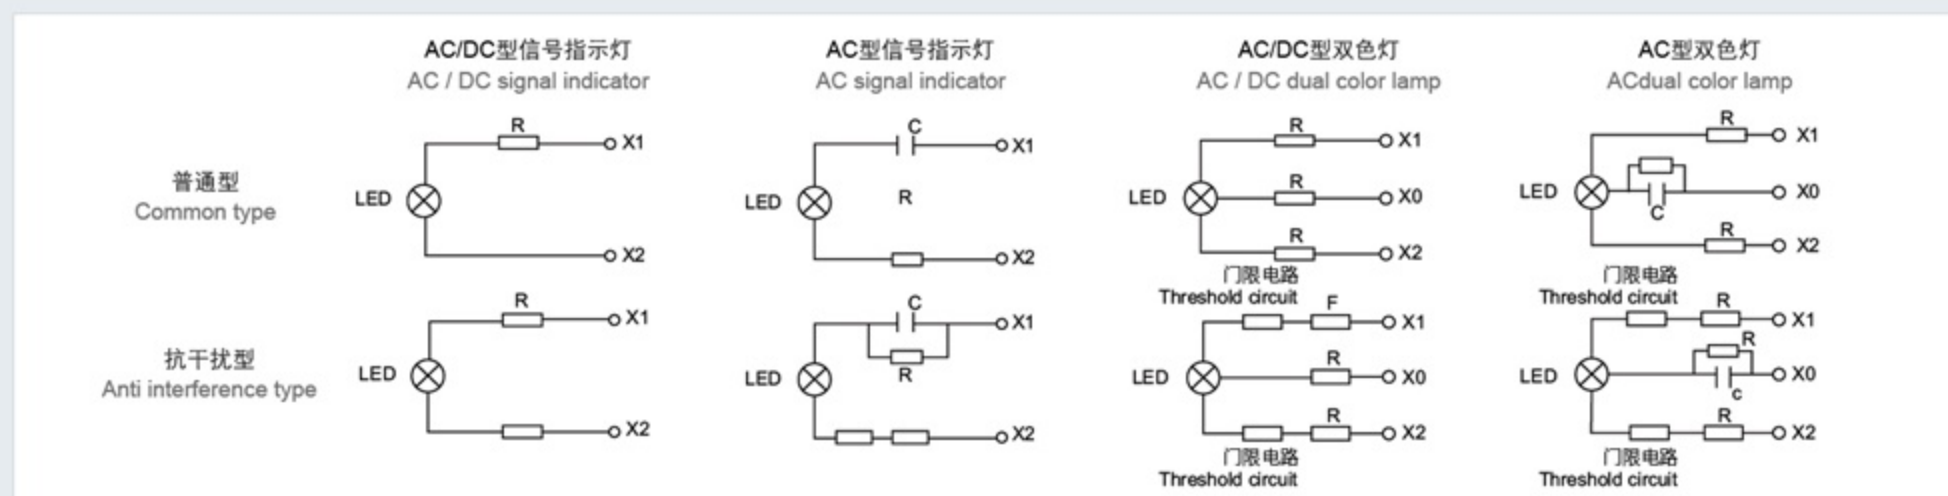 AC/DC型信号指示灯
AC / DC signal indicator
AC型信号指示灯
AC signal indicator
AC/DC型双色灯
AC / DC dual color lamp
AC型双色灯
ACdual color lamp
普通型
Common type
R
X1
LED
X2
C
X1
LED
R
X2
R
X1
LED
R
X0
R
X2
门限电路
Threshold circuit
R
X1
LED
C
X0
R
X2
门限电路
Threshold circuit
抗干扰型
Anti interference type
R
X1
LED
X2
C
X1
R
LED
X2
F
X1
LED
R
X0
R
X2
门限电路
Threshold circuit
R
X1
R
LED
X0
c
R
X2
门限电路
Threshold circuit